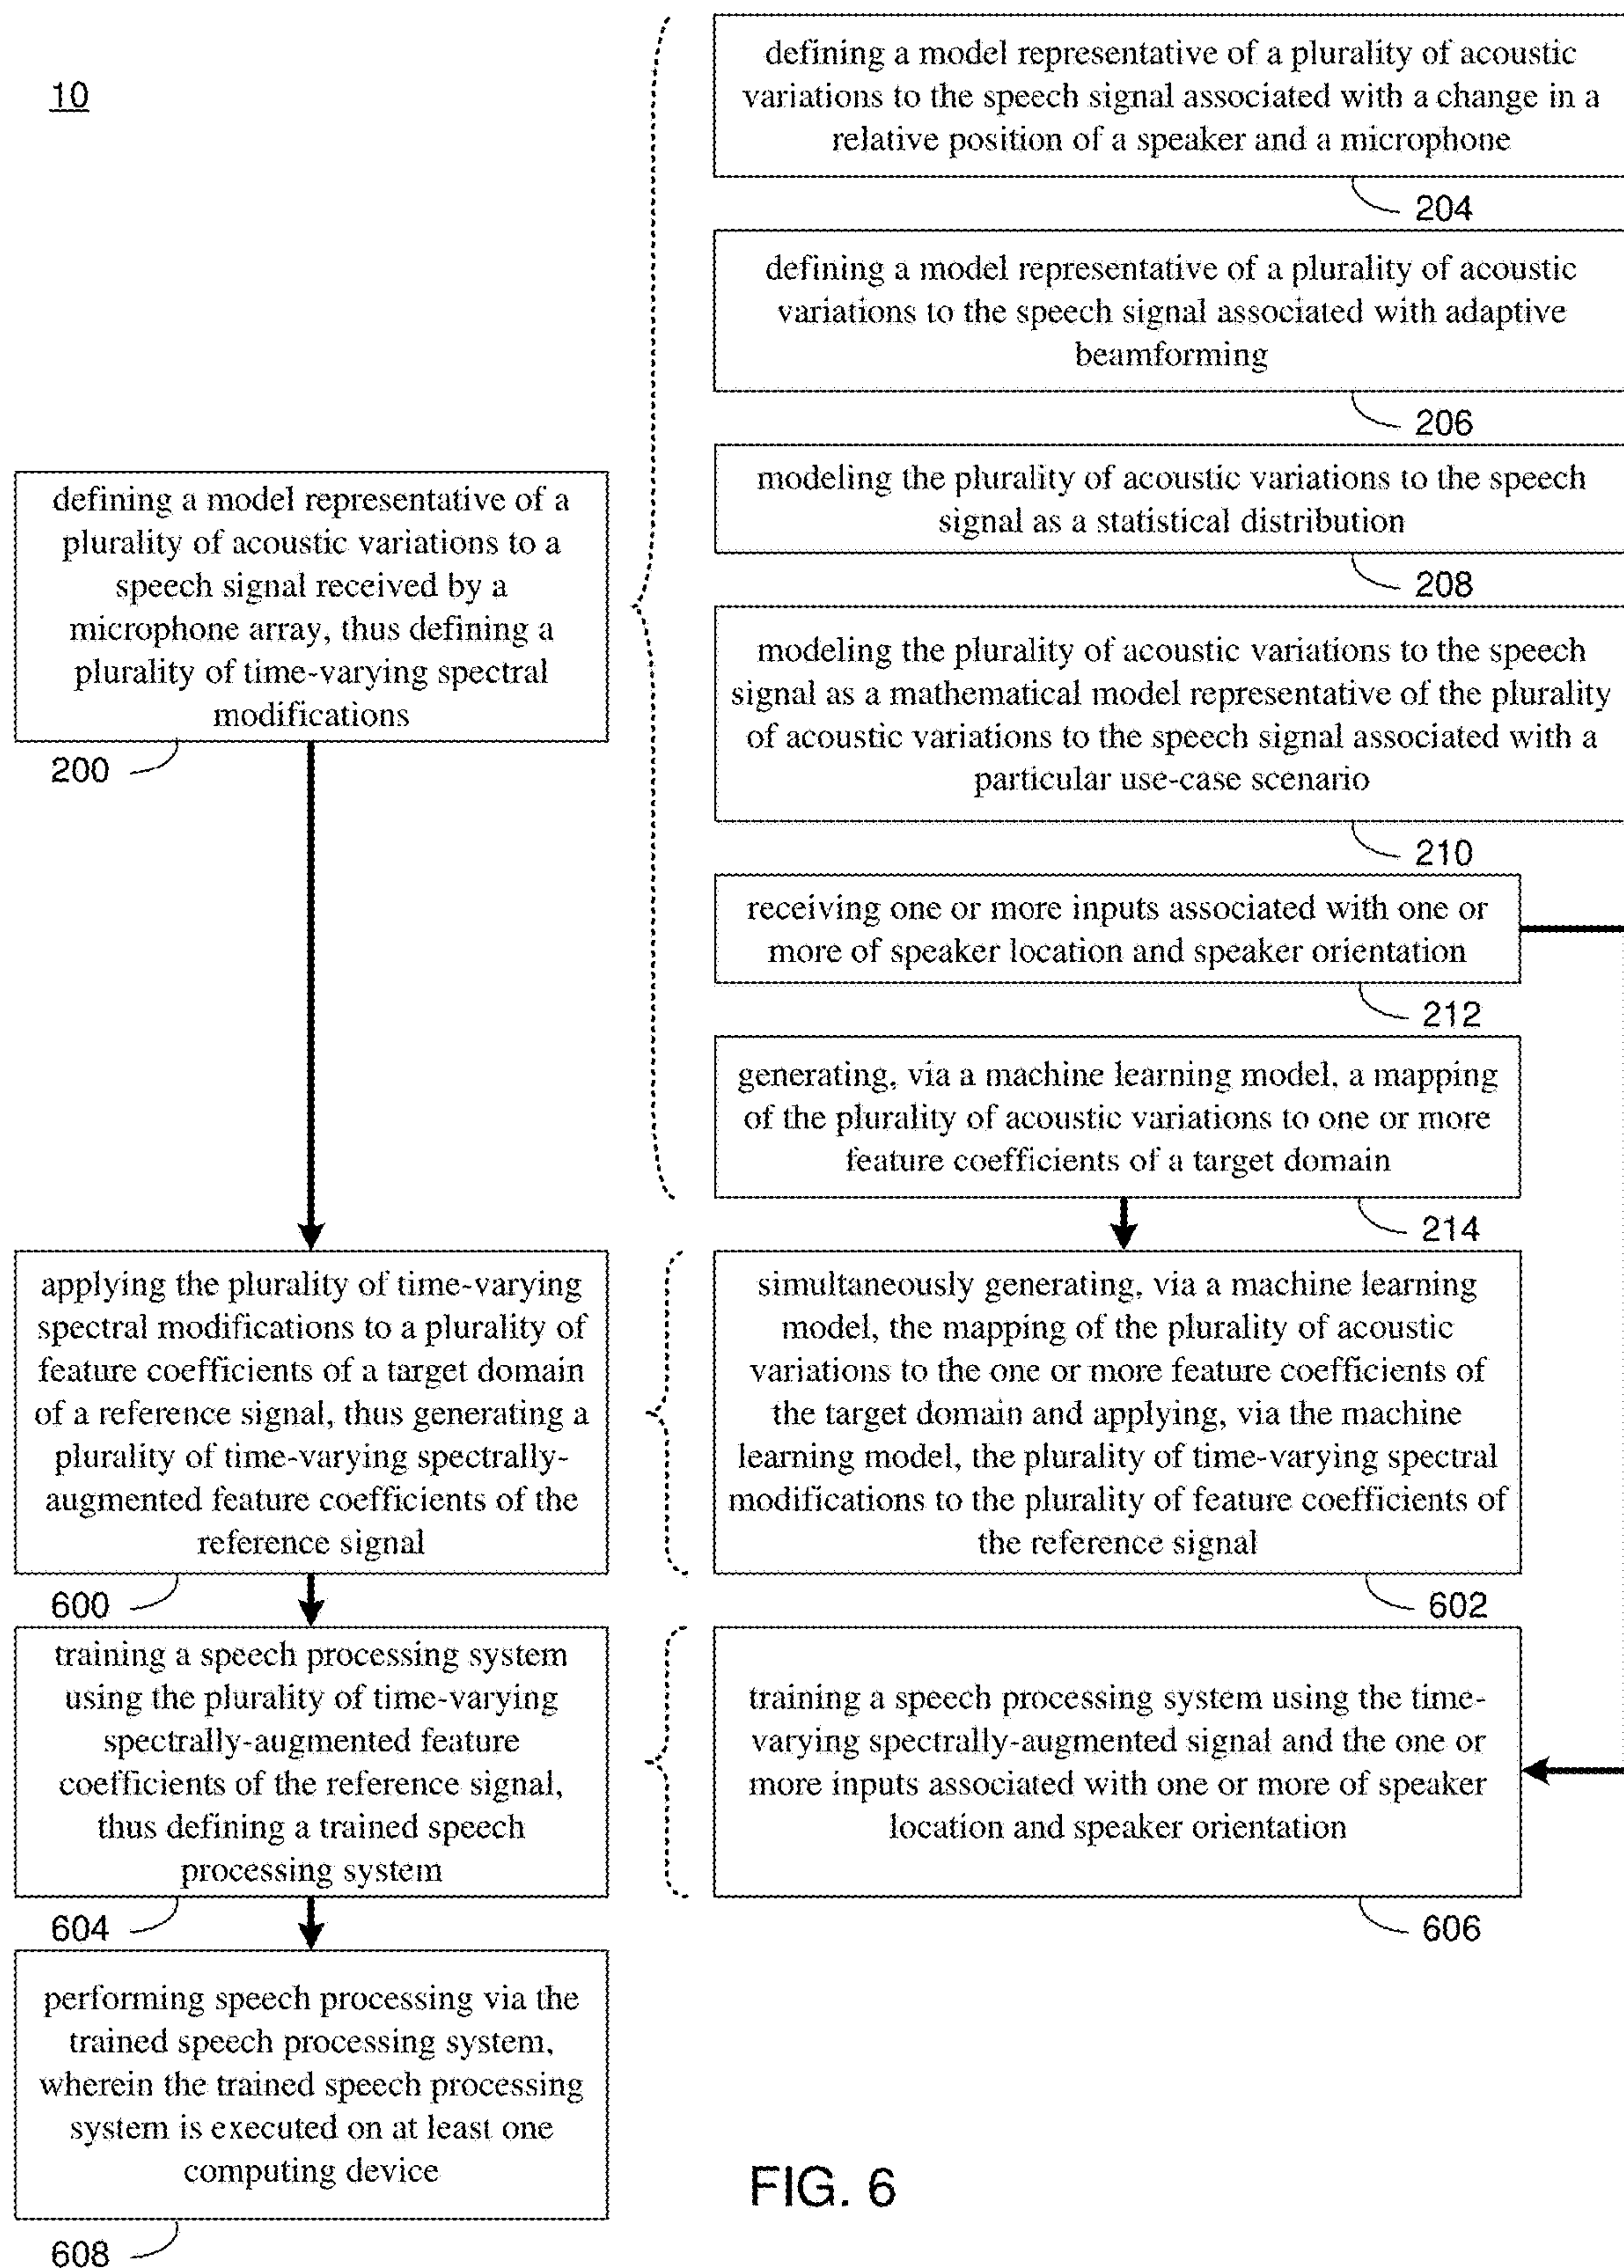 10
defining a model representative of a plurality of acoustic
variations to the speech signal associated with a change in a
relative position of a speaker and a microphone
204
defining a model representative of a plurality of acoustic
variations to the speech signal associated with adaptive
beamforming
206
modeling the plurality of acoustic variations to the speech
signal as a statistical distribution
208
defining a model representative of a
plurality of acoustic variations to a
speech signal received by a
microphone array, thus defining a
plurality of time-varying spectral
modifications
200
modeling the plurality of acoustic variations to the speech
signal as a mathematical model representative of the plurality
of acoustic variations to the speech signal associated with a
particular use-case scenario
210
receiving one or more inputs associated with one or
more of speaker location and speaker orientation
212
generating, via a machine learning model, a mapping
of the plurality of acoustic variations to one or more
feature coefficients of a target domain
214
applying the plurality of time-varying
spectral modifications to a plurality of
feature coefficients of a target domain
of a reference signal, thus generating a
plurality of time-varying spectrally-
augmented feature coefficients of the
reference signal
600
simultaneously generating, via a machine learning
model, the mapping of the plurality of acoustic
variations to the one or more feature coefficients of
the target domain and applying, via the machine
learning model, the plurality of time-varying spectral
modifications to the plurality of feature coefficients of
the reference signal
602
training a speech processing system
using the plurality of time-varying
spectrally-augmented feature
coefficients of the reference signal,
thus defining a trained speech
processing system
604
training a speech processing system using the time-
varying spectrally-augmented signal and the one or
more inputs associated with one or more of speaker
location and speaker orientation
606
performing speech processing via the
trained speech processing system,
wherein the trained speech processing
system is executed on at least one
computing device
608
FIG. 6